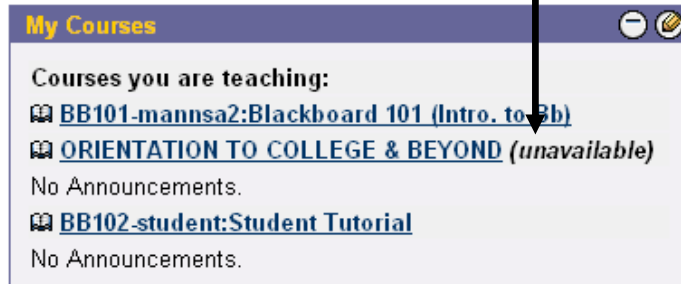 My Courses
Courses you are teaching:
BB101-mannsa2:Blackboard 101 (Intro. to Bb)
ORIENTATION TO COLLEGE & BEYOND (unavailable)
No Announcements.
BB102-student:Student Tutorial
No Announcements.